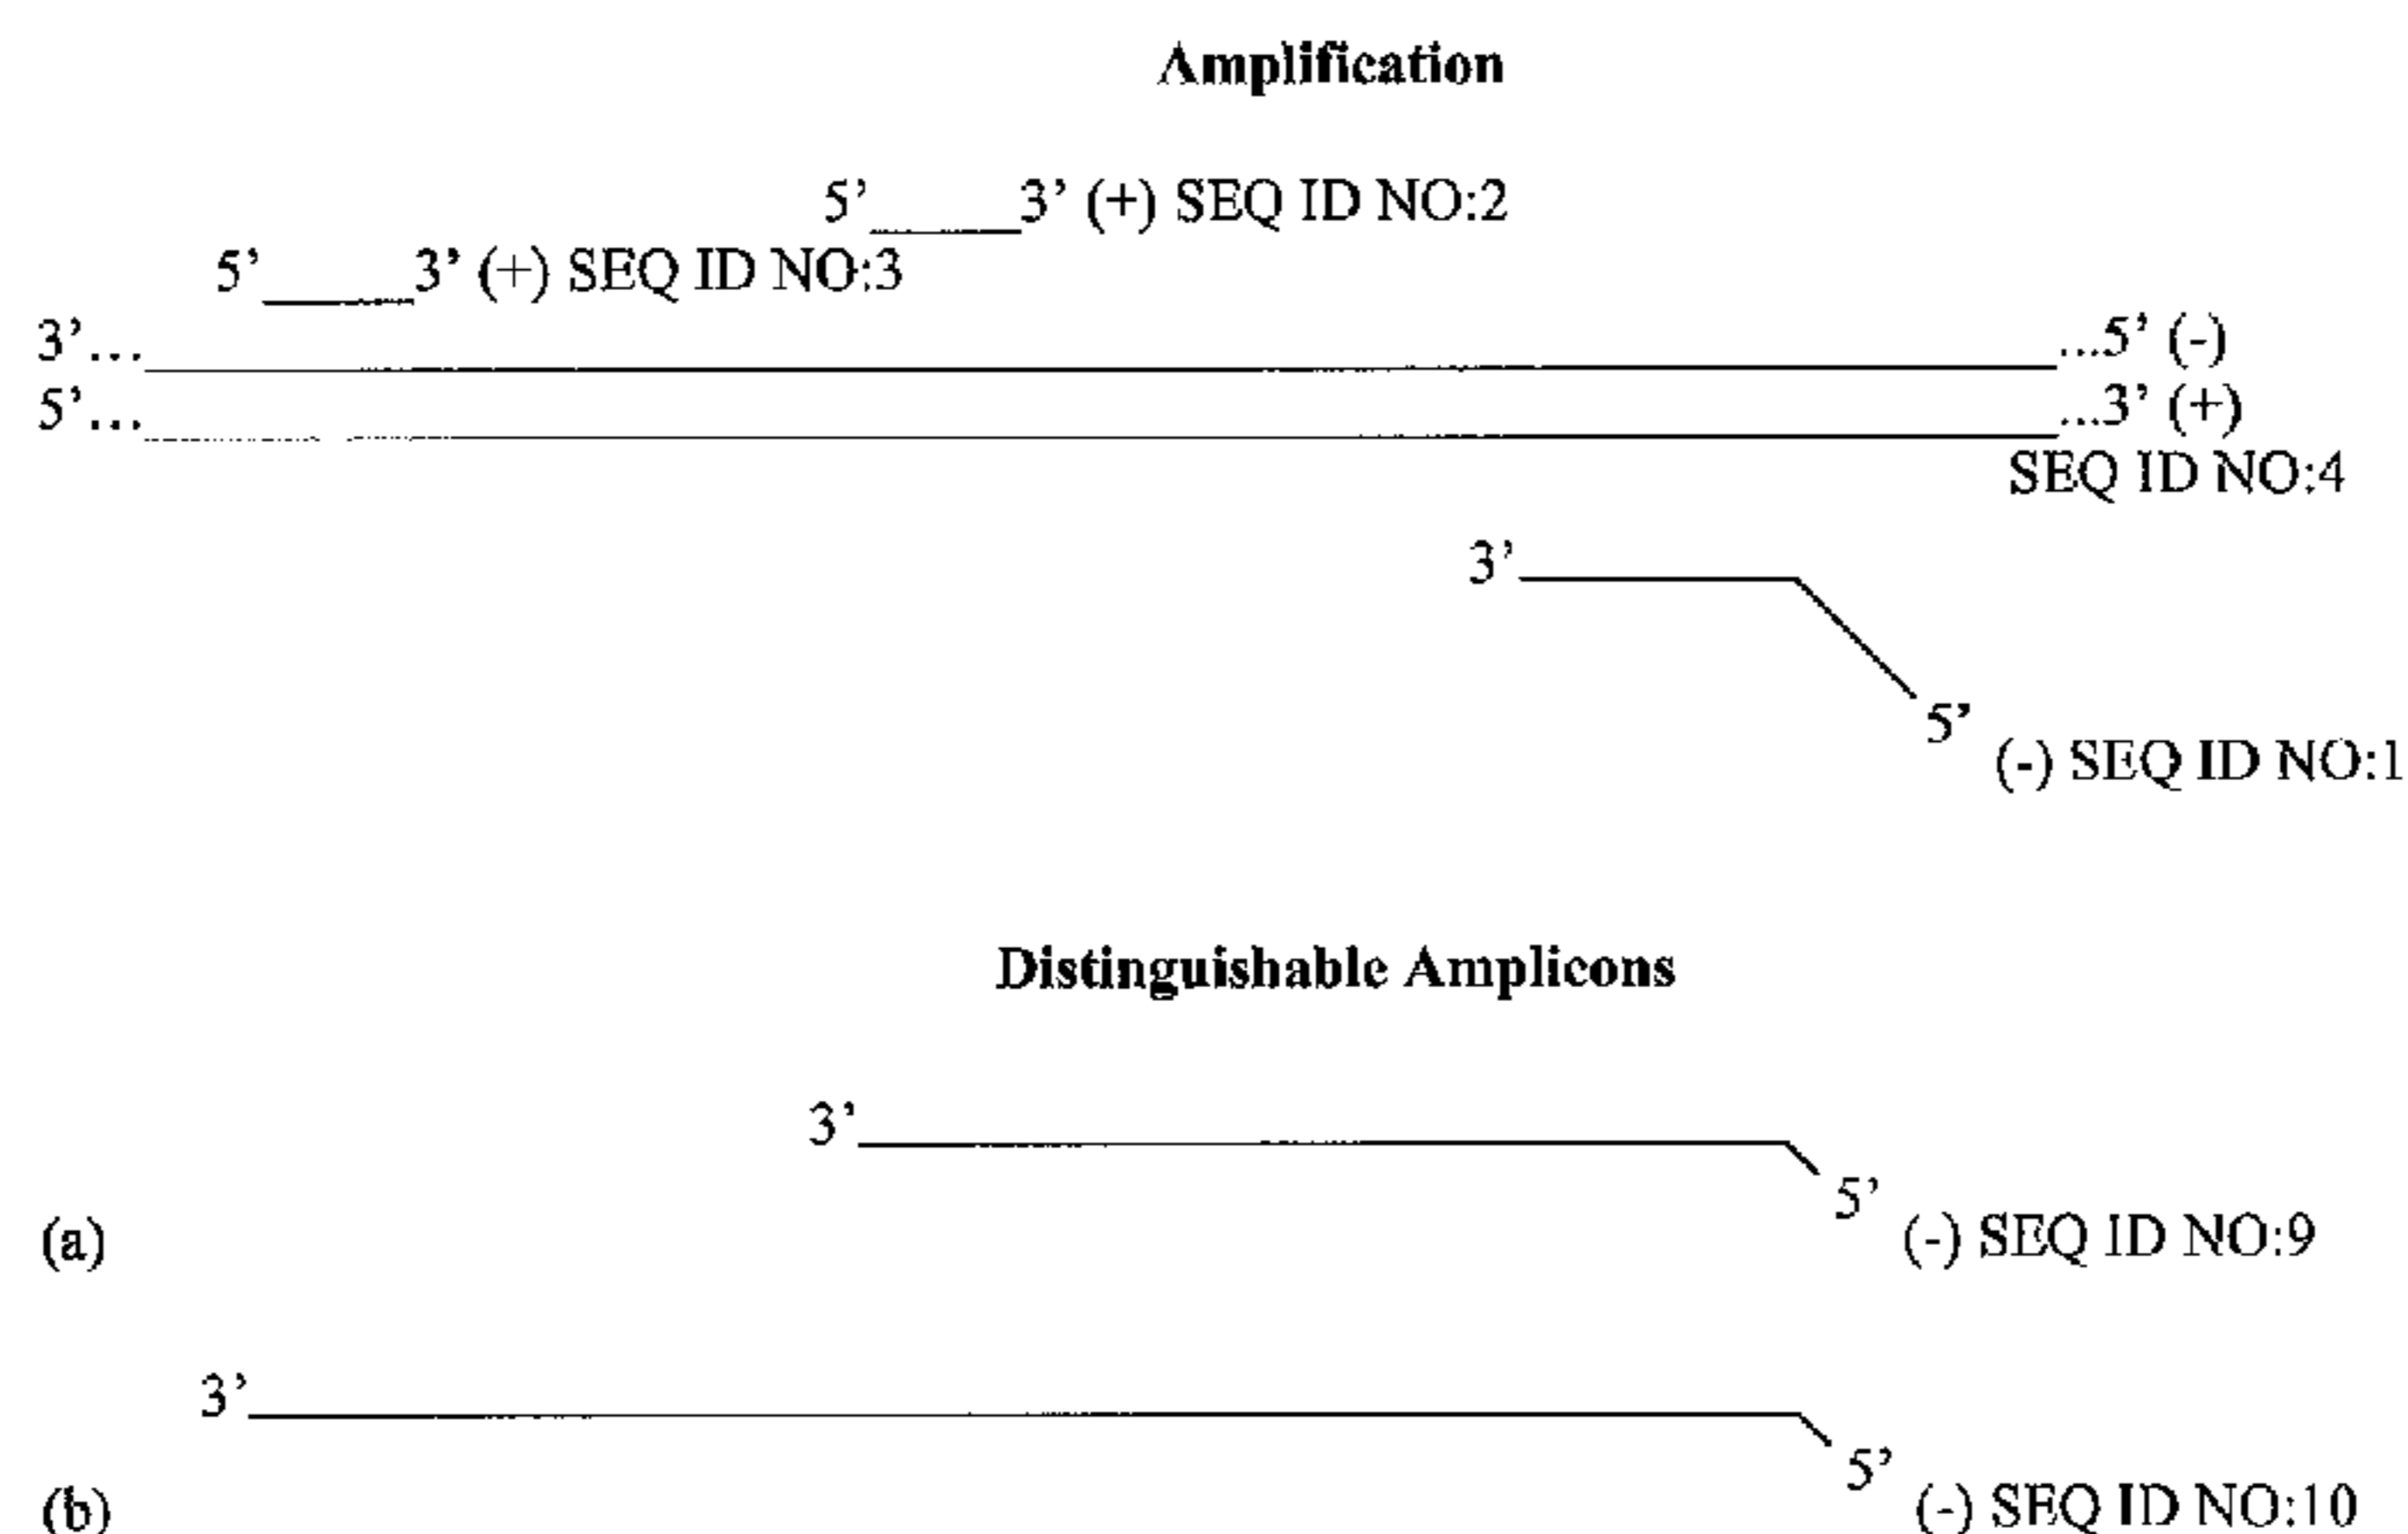 Amplification
5’ 3’ (+) SEQ ID NO:2
5’ 3’ (+) SEQ ID NO:3
3’... ...5’ (-)
5’... ...3’ (+)
SEQ ID NO:4
3’
5’
(-) SEQ ID NO:1
Distinguishable Amplicons
3’
5’
(a) (-) SEQ ID NO:9
3’
5’
(b) (-) SEQ ID NO:10